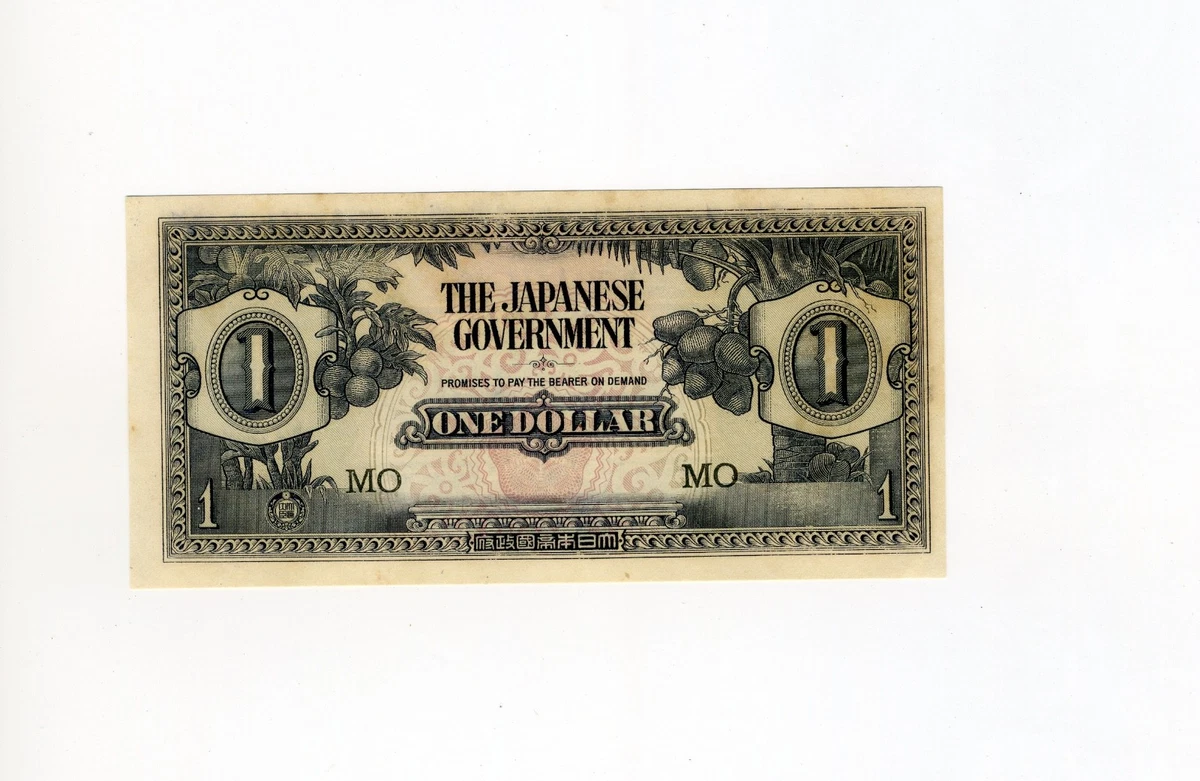 THE JAPANESE
GOVERNMENT
PROMISES TO PAY THE BEARER ON DEMAND
1
1
ONE DOLLAR
MO
MO
1
1
府政國帝本日大